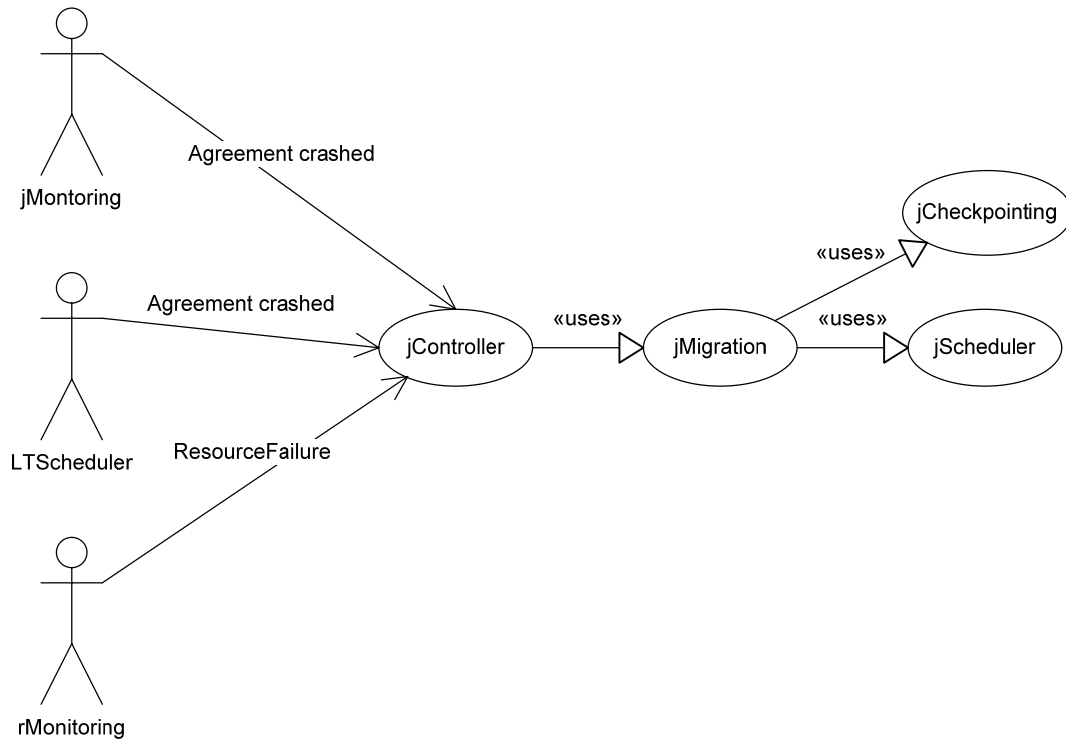 Agreement crashed
jMontoring
jCheckpointing
«uses»
Agreement crashed
«uses»
«uses»
jController
jMigration
jScheduler
ResourceFailure
LTScheduler
rMonitoring